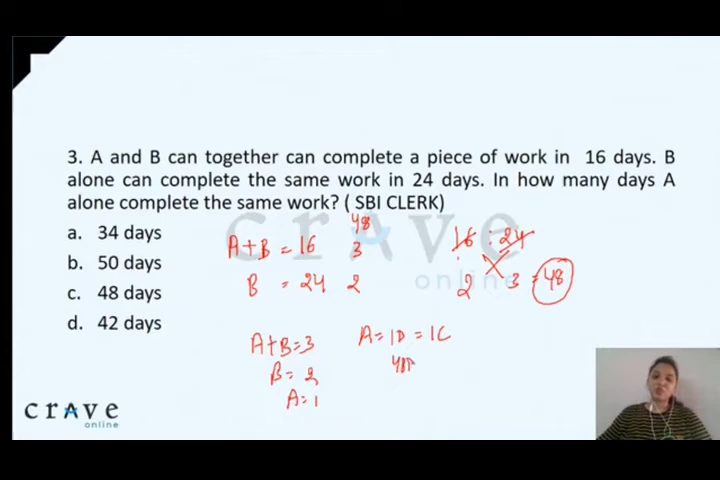 3. A and B can together can complete a piece of work in 16 days. B
alone can complete the same work in 24 days. In how many days A
alone complete the same work? ( SBI CLERK)
a. 34 days
b. 50 days
c. 48 days
d. 42 days
48
A+B = 16 3
B = 24 2
16 : 24
2 3 = 48
A+B=3
B= 2
A=1
A= 1D = 1C
crave
online
crave
online